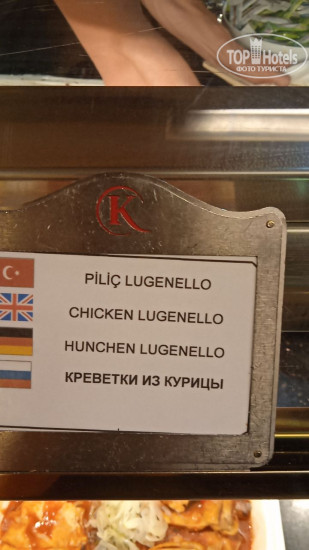 TOP Hotels
ФОТО ТУРИСТА
K
PİLİÇ LUGENELLO
CHICKEN LUGENELLO
HUNCHEN LUGENELLO
КРЕВЕТКИ ИЗ КУРИЦЫ